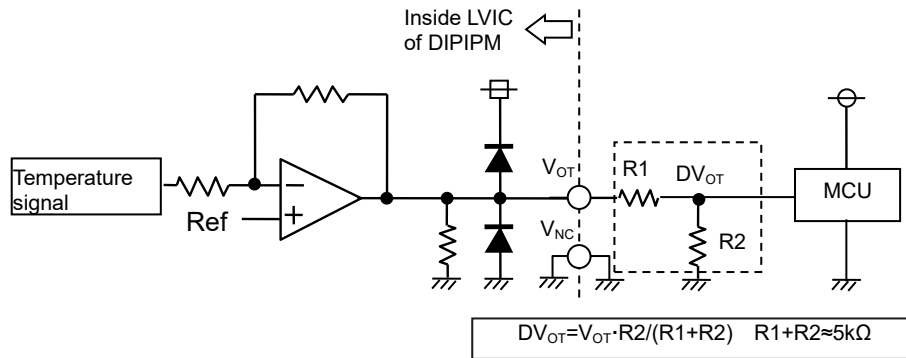 Inside LVIC
of DIPIPM
Temperature
signal
Ref
−
+
VOT
VNC
R1
DVOT
R2
MCU
DVOT=VOT·R2/(R1+R2) R1+R2≈5kΩ